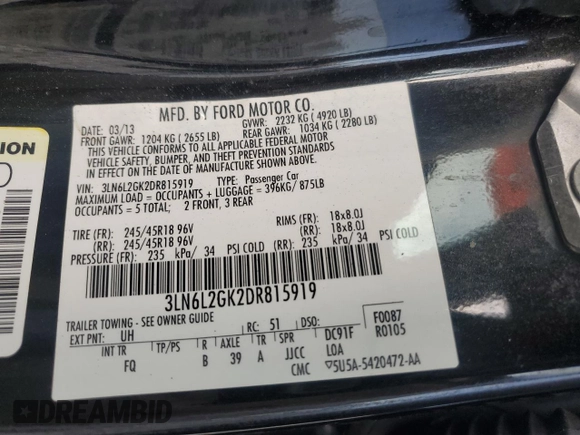 MFD. BY FORD MOTOR CO.
DATE: 03/13 GVWR: 2232 KG ( 4920 LB)
FRONT GAWR: 1204 KG ( 2655 LB) REAR GAWR: 1034 KG ( 2280 LB)
THIS VEHICLE CONFORMS TO ALL APPLICABLE FEDERAL MOTOR
VEHICLE SAFETY, BUMPER, AND THEFT PREVENTION STANDARDS
IN EFFECT ON THE DATE OF MANUFACTURE SHOWN ABOVE.
VIN: 3LN6L2GK2DR815919 TYPE: Passenger Car
MAXIMUM LOAD = OCCUPANTS + LUGGAGE = 396KG/ 875LB
OCCUPANTS = 5 TOTAL; 2 FRONT, 3 REAR
TIRE (FR): 245/45R18 96V RIMS (FR): 18x8.0J
(RR): 245/45R18 96V (RR): 18x8.0J
PRESSURE (FR): 235 kPa/ 34 PSI COLD (RR): 235 kPa/ 34 PSI COLD
3LN6L2GK2DR815919
TRAILER TOWING - SEE OWNER GUIDE
EXT PNT: UH RC: 51 DSO: DC91F F0087
R0105
INT TR TP/PS R AXLE TR SPR
FQ B 39 A JJCC LOA
CMC ▽5U5A-5420472-AA
ION
DREAMBID.COM